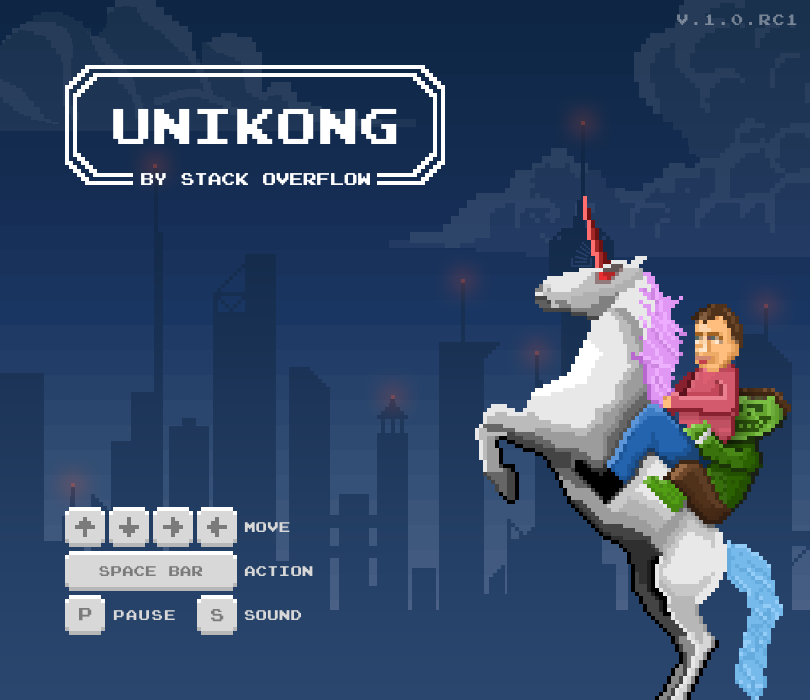 V.1.0.RC1
UNIKONG
BY STACK OVERFLOW
MOVE
SPACE BAR ACTION
P PAUSE S SOUND